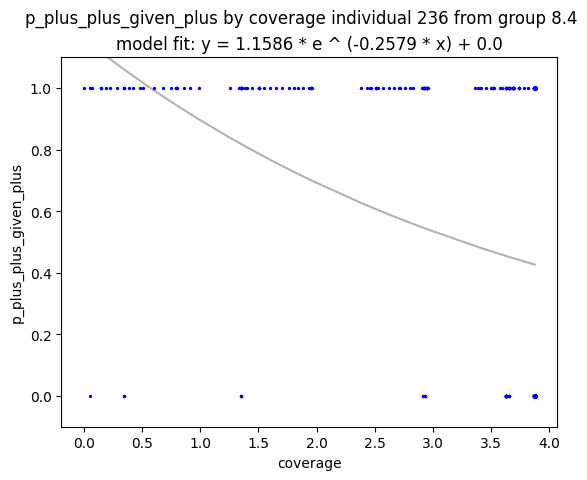 p_plus_plus_given_plus by coverage individual 236 from group 8.4
model fit: y = 1.1586 * e ^ (-0.2579 * x) + 0.0
1.0
0.8
0.6
0.4
0.2
0.0
p_plus_plus_given_plus
0.0 0.5 1.0 1.5 2.0 2.5 3.0 3.5 4.0
coverage